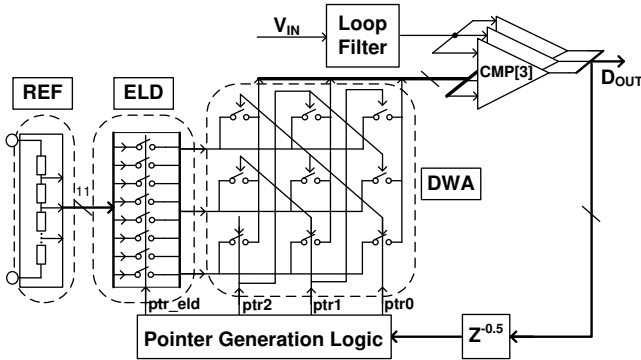 V_IN
Loop
Filter
CMP[3]
D_OUT
REF
ELD
11
DWA
ptr_eld
ptr2
ptr1
ptr0
Pointer Generation Logic
Z^-0.5